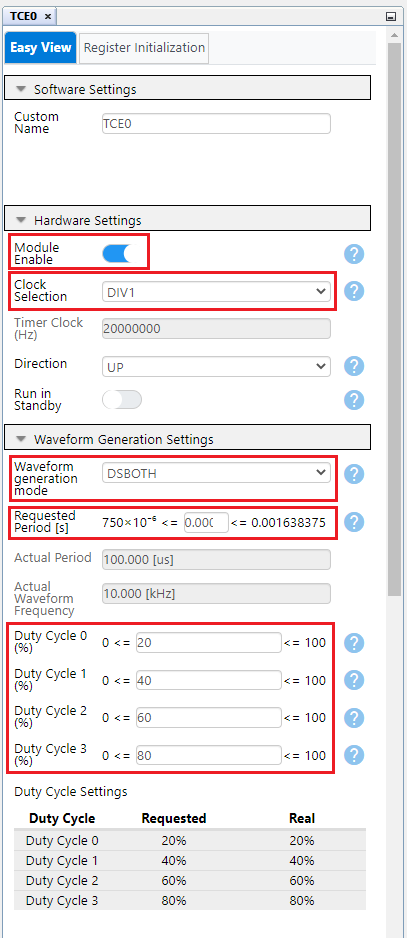 TCE0 ×
Easy View Register Initialization
Software Settings
Custom
Name
TCE0
Hardware Settings
Module
Enable
?
Clock
Selection
DIV1
?
Timer Clock
(Hz)
20000000
Direction
UP
?
Run in
Standby
?
Waveform Generation Settings
Waveform
generation
mode
DSBOTH
?
Requested
Period [s]
750×10⁻⁶ <= 0.000 <= 0.001638375
?
Actual Period
100.000 [us]
Actual
Waveform
Frequency
10.000 [kHz]
Duty Cycle 0
(%)
0 <= 20 <= 100
?
Duty Cycle 1
(%)
0 <= 40 <= 100
?
Duty Cycle 2
(%)
0 <= 60 <= 100
?
Duty Cycle 3
(%)
0 <= 80 <= 100
?
Duty Cycle Settings
Duty Cycle Requested Real
Duty Cycle 0 20% 20%
Duty Cycle 1 40% 40%
Duty Cycle 2 60% 60%
Duty Cycle 3 80% 80%